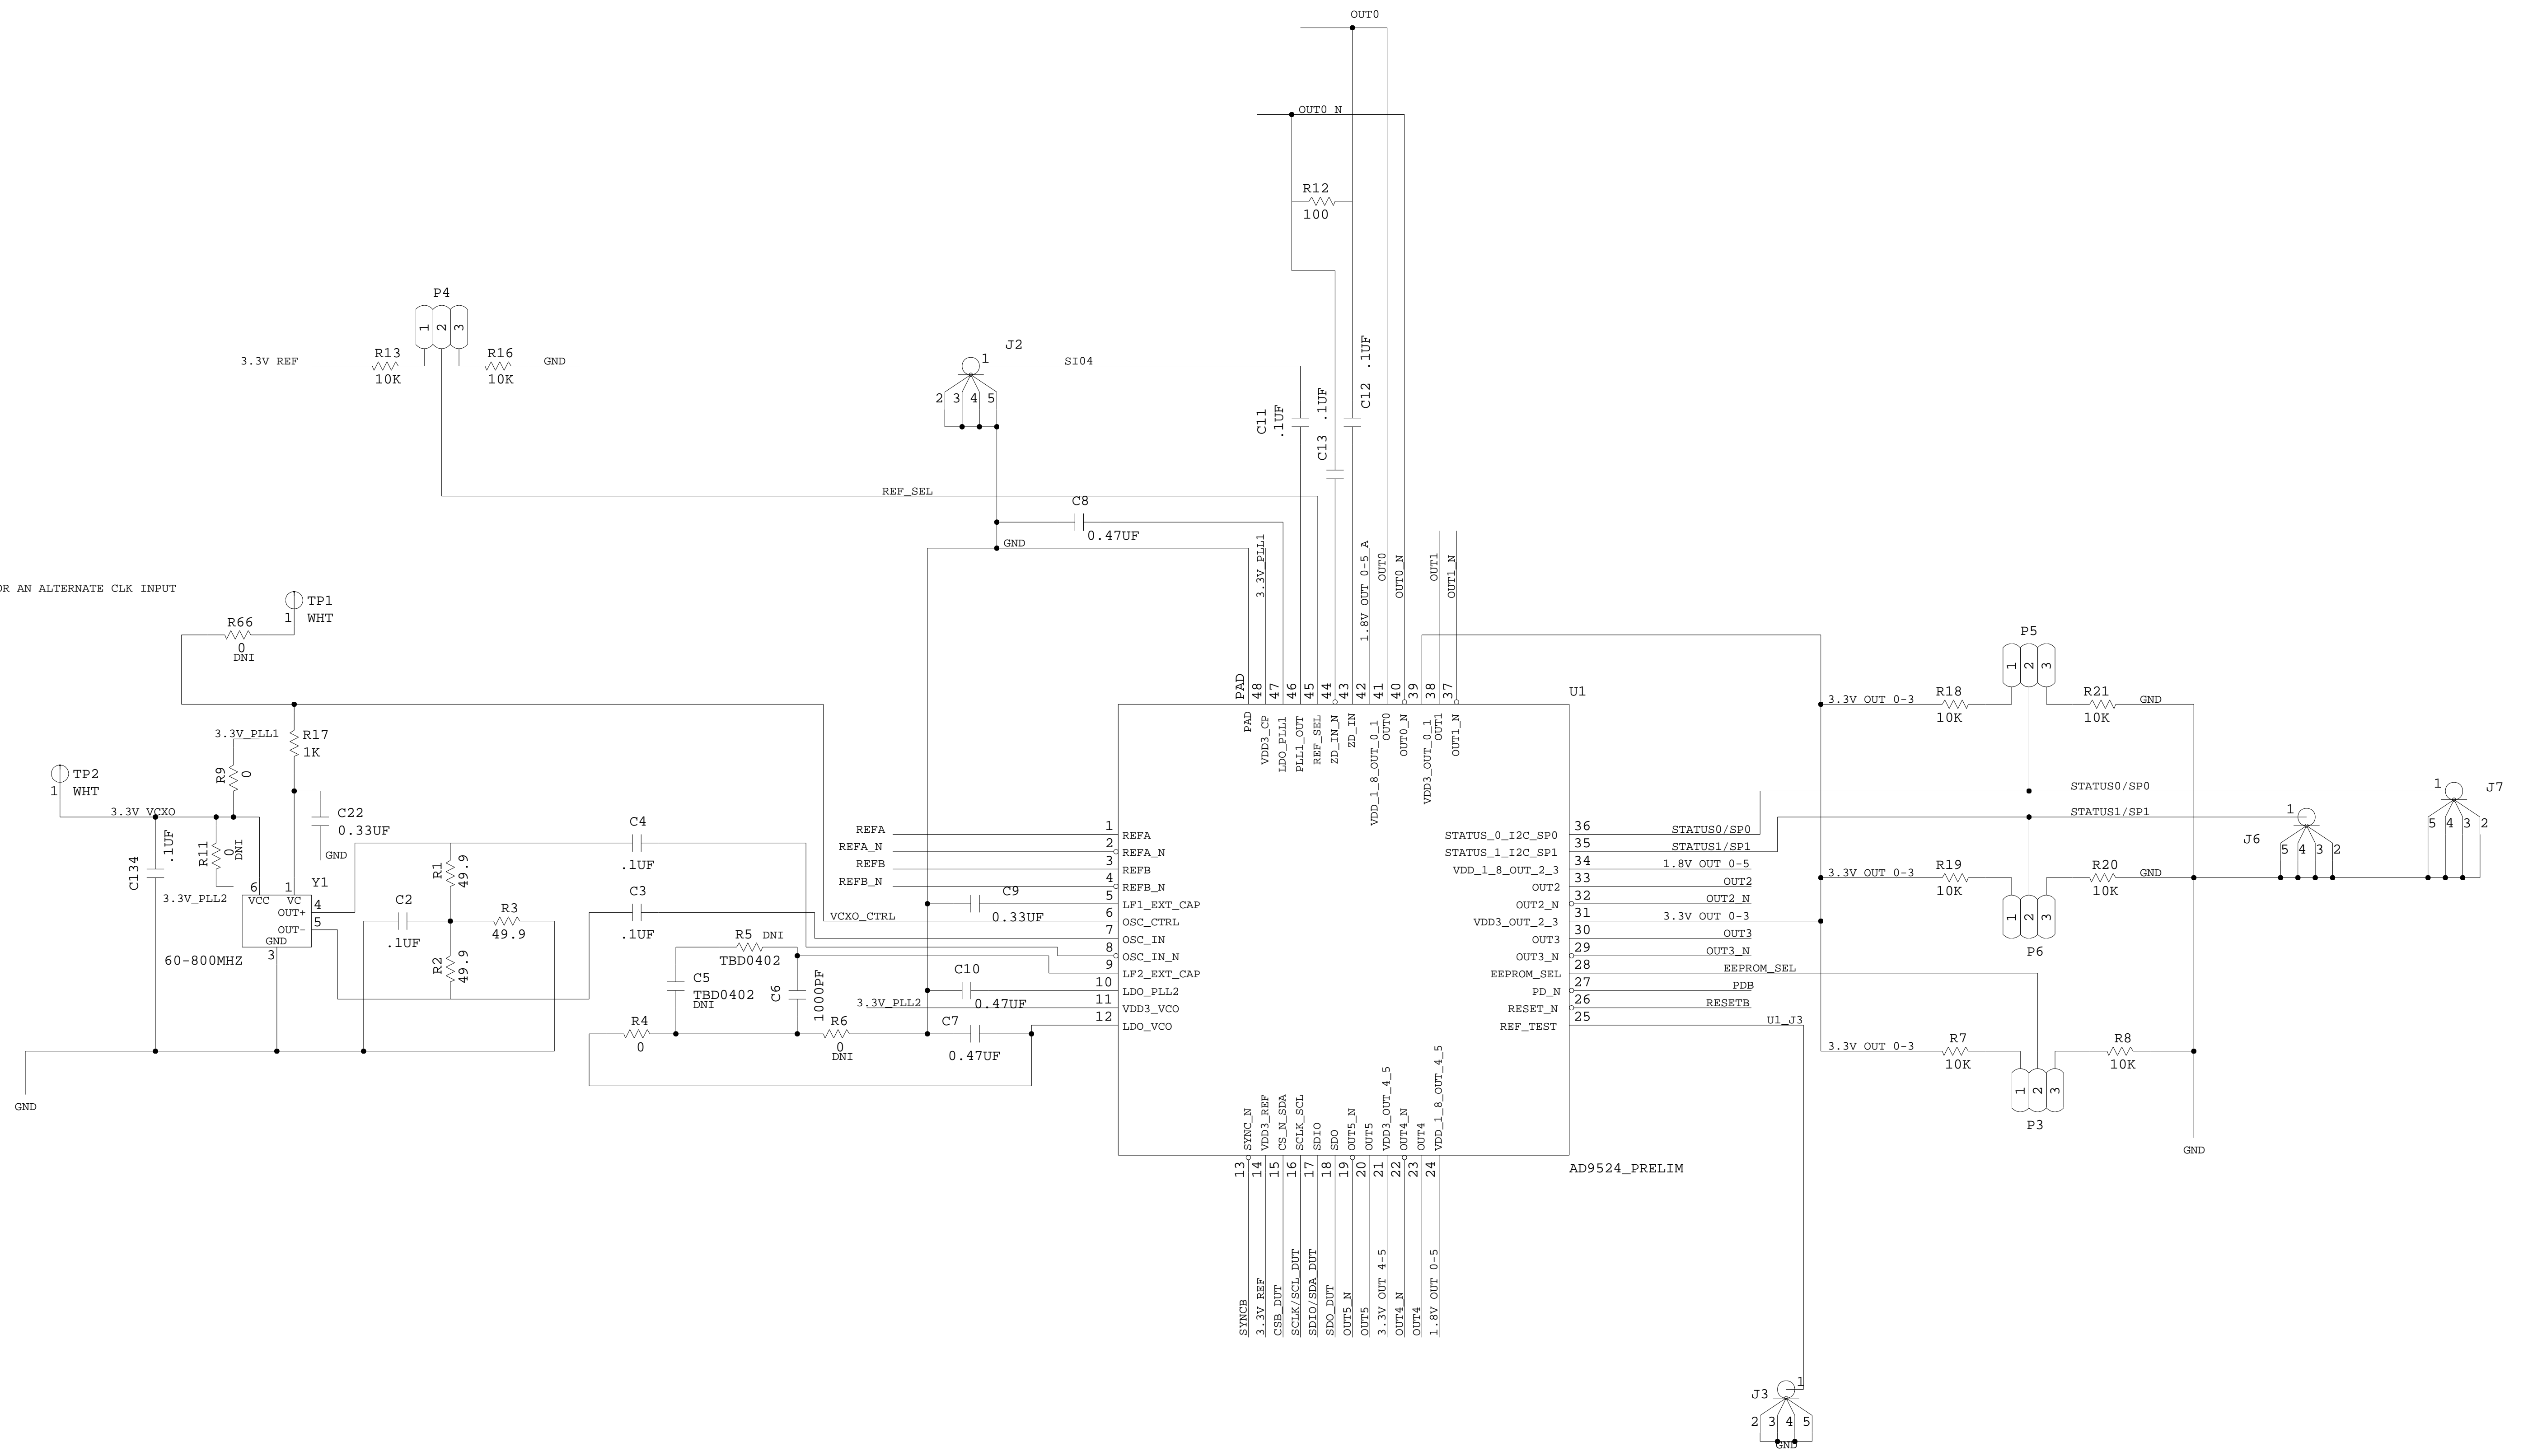 OUT0
OUT0_N
R12
100
P4
1 2 3
3.3V REF
R13
10K
R16
10K
GND
J2
1
SI04
2 3 4 5
C11
.1UF
C13 .1UF
C12 .1UF
REF_SEL
C8
0.47UF
GND
3.3V_PLL1
1.8V OUT 0-5 A
OUT0
OUT0_N
OUT1
OUT1_N
OR AN ALTERNATE CLK INPUT
TP1
1
WHT
R66
0
DNI
3.3V_PLL1
R17
1K
R9
0
TP2
1
WHT
3.3V VCXO
C22
0.33UF
GND
C134
.1UF
R11
0
DNI
3.3V_PLL2
6
1
Y1
VCC
VC
OUT+
4
OUT-
5
GND
3
60-800MHZ
C2
.1UF
R1
49.9
R2
49.9
R3
49.9
C4
.1UF
C3
.1UF
GND
R5 DNI
TBD0402
C5
TBD0402
DNI
C6
1000PF
R4
0
R6
0
DNI
C7
0.47UF
C9
0.33UF
C10
0.47UF
VCXO_CTRL
3.3V_PLL2
REFA
REFA_N
REFB
REFB_N
U1
PAD 48 47 46 45 44 43 42 41 40 39 38 37
PAD
VDD3_CP
LDO_PLL1
PLL1_OUT
REF_SEL
ZD_IN_N
ZD_IN
VDD_1_8_OUT_0_1
OUT0
OUT0_N
VDD3_OUT_0_1
OUT1
OUT1_N
1 REFA
2 REFA_N
3 REFB
4 REFB_N
5 LF1_EXT_CAP
6 OSC_CTRL
7 OSC_IN
8 OSC_IN_N
9 LF2_EXT_CAP
10 LDO_PLL2
11 VDD3_VCO
12 LDO_VCO
STATUS_0_I2C_SP0 36 STATUS0/SP0
STATUS_1_I2C_SP1 35 STATUS1/SP1
VDD_1_8_OUT_2_3 34 1.8V OUT 0-5
OUT2 33 OUT2
OUT2_N 32 OUT2_N
VDD3_OUT_2_3 31 3.3V OUT 0-3
OUT3 30 OUT3
OUT3_N 29 OUT3_N
EEPROM_SEL 28 EEPROM_SEL
PD_N 27 PDB
RESET_N 26 RESETB
REF_TEST 25 U1_J3
SYNC_N
VDD3_REF
CS_N_SDA
SCLK_SCL
SDIO
SDO
OUT5_N
OUT5
VDD3_OUT_4_5
OUT4_N
OUT4
VDD_1_8_OUT_4_5
13 14 15 16 17 18 19 20 21 22 23 24
AD9524_PRELIM
SYNCB
3.3V REF
CSB_DUT
SCLK/SCL_DUT
SDIO/SDA_DUT
SDO_DUT
OUT5_N
OUT5
3.3V OUT 4-5
OUT4_N
OUT4
1.8V OUT 0-5
P5
1 2 3
3.3V OUT 0-3
R18
10K
R21
10K
GND
STATUS0/SP0
1
J7
5 4 3 2
STATUS1/SP1
1
J6
5 4 3 2
3.3V OUT 0-3
R19
10K
R20
10K
GND
1 2 3
P6
3.3V OUT 0-3
R7
10K
R8
10K
1 2 3
P3
GND
J3
1
2 3 4 5
GND